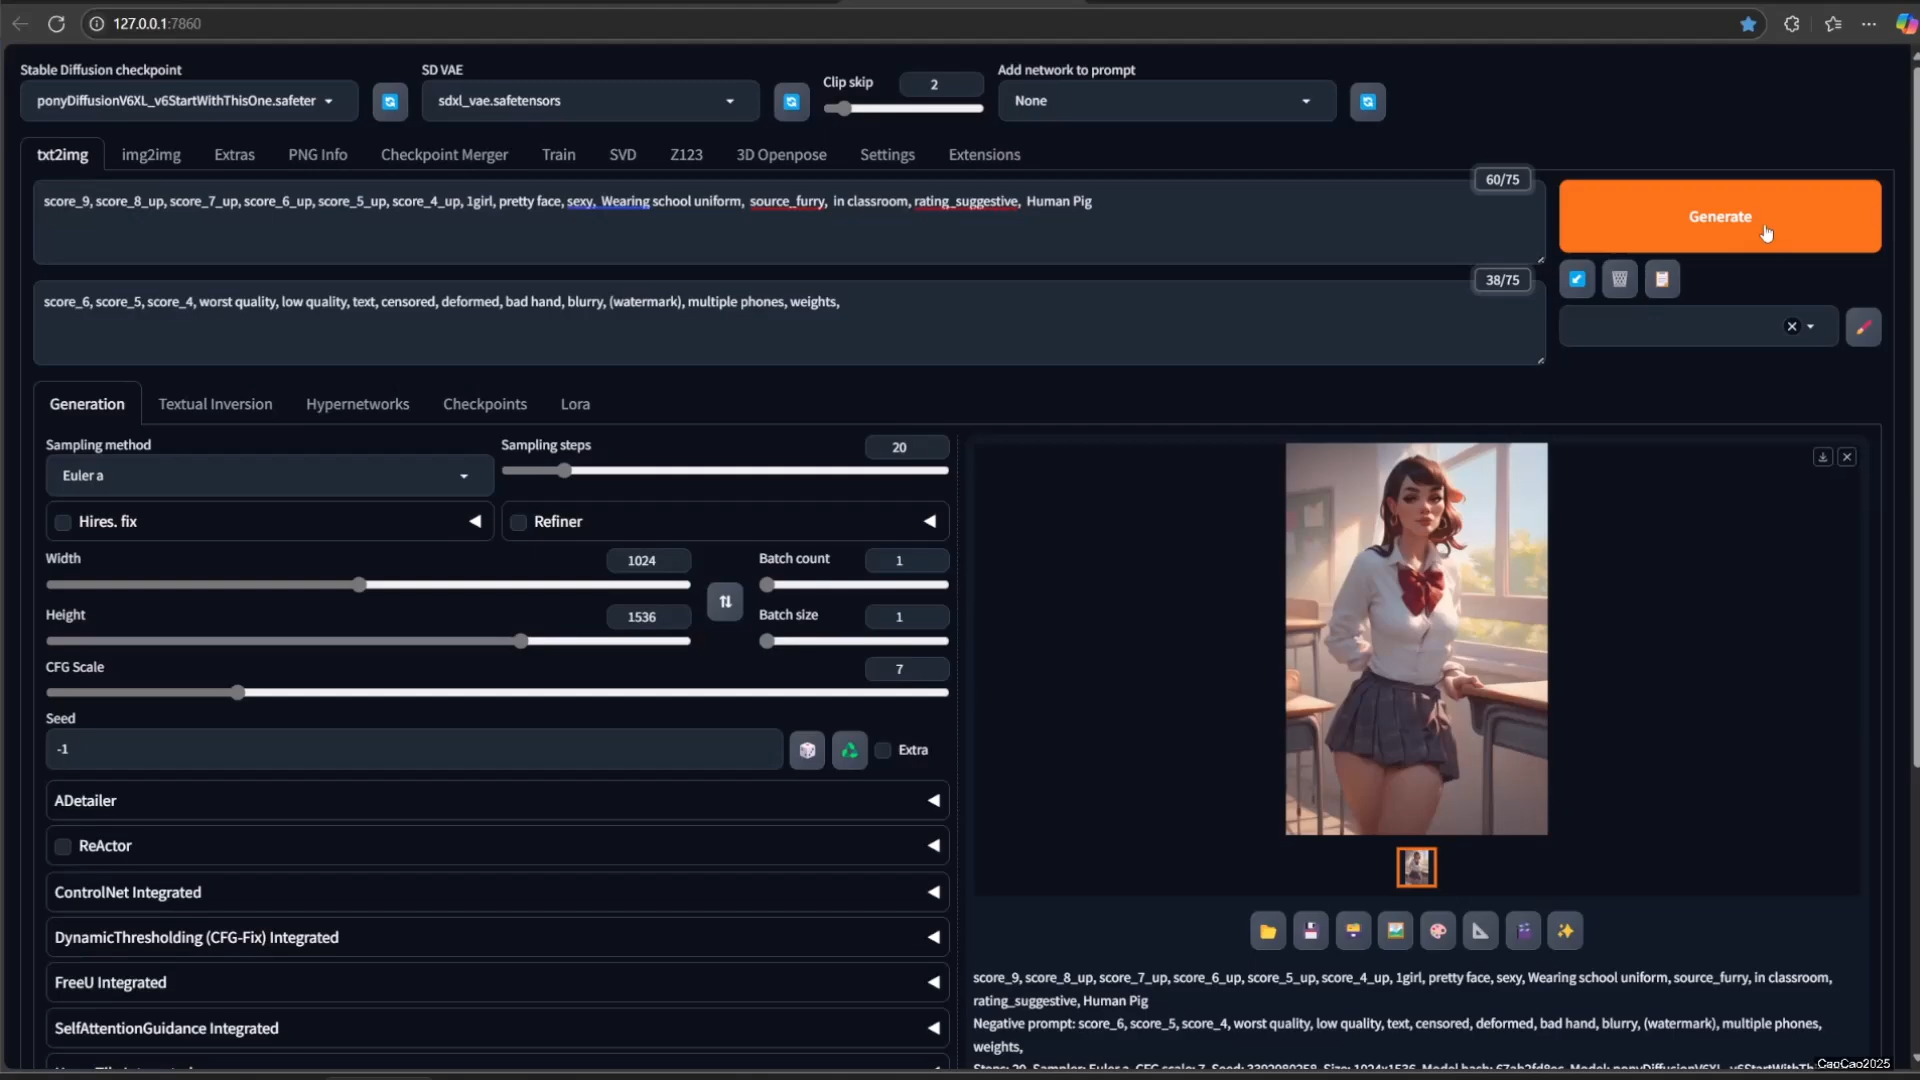 127.0.0.1:7860
Stable Diffusion checkpoint
SD VAE
Clip skip
2
Add network to prompt
ponyDiffusionV6XL_v6StartWithThisOne.safeter
sdxl_vae.safetensors
None
txt2img
img2img
Extras
PNG Info
Checkpoint Merger
Train
SVD
Z123
3D Openpose
Settings
Extensions
60/75
score_9, score_8_up, score_7_up, score_6_up, score_5_up, score_4_up, 1girl, pretty face, sexy, Wearing school uniform, source_furry, in classroom, rating_suggestive, Human Pig
Generate
38/75
score_6, score_5, score_4, worst quality, low quality, text, censored, deformed, bad hand, blurry, (watermark), multiple phones, weights,
Generation
Textual Inversion
Hypernetworks
Checkpoints
Lora
Sampling method
Sampling steps
20
Euler a
Hires. fix
Refiner
Width
1024
Batch count
1
Height
1536
Batch size
1
CFG Scale
7
Seed
-1
Extra
ADetailer
ReActor
ControlNet Integrated
DynamicThresholding (CFG-Fix) Integrated
FreeU Integrated
SelfAttentionGuidance Integrated
score_9, score_8_up, score_7_up, score_6_up, score_5_up, score_4_up, 1girl, pretty face, sexy, Wearing school uniform, source_furry, in classroom,
rating_suggestive, Human Pig
Negative prompt: score_6, score_5, score_4, worst quality, low quality, text, censored, deformed, bad hand, blurry, (watermark), multiple phones,
weights,
CaoCao2025